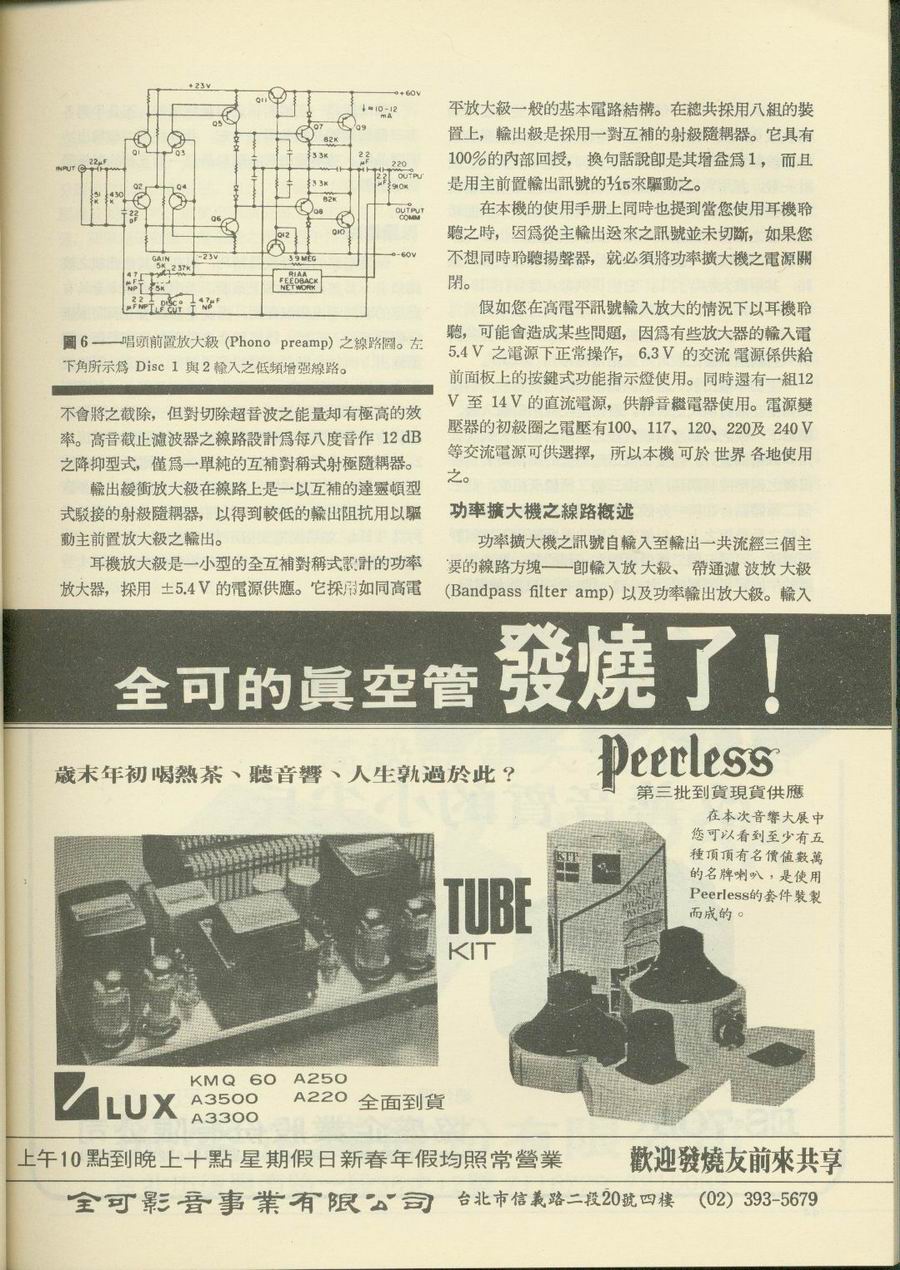 +23V
Q11
+60V
≈10-12
mA
Q5
Q7
Q9
82K
Q1
Q3
3.3K
2.2
µF
220
INPUT
22µF
OUTPU
2.2
µF
910K
51
K
430
K
Q2
Q4
3.3K
82K
22
pF
Q8
OUTPUT
COMM
Q6
Q12
Q10
-23V
3.9 MEG
-60V
GAIN
5K
237K
RIAA
FEEDBACK
NETWORK
47
µF
NP
5K
2.2
µF NP
DISC
LF CUT
47µF
NP
圖6——唱頭前置放大級 (Phono preamp) 之線路圖。左
下角所示爲 Disc 1 與2輸入之低頻增强線路。
不會將之截除，但對切除超音波之能量却有極高的效
率。高音截止濾波器之線路設計爲每八度音作 12 dB
之降抑型式，僅爲一單純的互補對稱式射極隨耦器。
輸出緩衝放大級在線路上是一以互補的達靈頓型
式駁接的射級隨耦器，以得到較低的輸出阻抗用以驅
動主前置放大級之輸出。
耳機放大級是一小型的全互補對稱式設計的功率
放大器，採用 ±5.4 V 的電源供應。它採用如同高電
平放大級一般的基本電路結構。在總共採用八組的裝
置上，輸出級是採用一對互補的射級隨耦器。它具有
100%的內部回授，換句話說卽是其增益爲1，而且
是用主前置輸出訊號的1/15來驅動之。
在本機的使用手册上同時也提到當您使用耳機聆
聽之時，因爲從主輸出送來之訊號並未切斷，如果您
不想同時聆聽揚聲器，就必須將功率擴大機之電源關
閉。
假如您在高電平訊號輸入放大的情況下以耳機聆
聽，可能會造成某些問題，因爲有些放大器的輸入電
5.4 V 之電源下正常操作，6.3 V 的交流電源係供給
前面板上的按鍵式功能指示燈使用。同時還有一組12
V 至 14 V 的直流電源，供靜音繼電器使用。電源變
壓器的初級圈之電壓有100、117、120、220及 240 V
等交流電源可供選擇，所以本機可於世界各地使用
之。
功率擴大機之線路概述
功率擴大機之訊號自輸入至輸出一共流經三個主
要的線路方塊——卽輸入放大級、帶通濾波放大級
(Bandpass filter amp) 以及功率輸出放大級。輸入
全可的眞空管發燒了！
歲末年初喝熱茶、聽音響、人生孰過於此？
Peerless
第三批到貨現貨供應
在本次音響大展中
您可以看到至少有五
種頂頂有名價值數萬
的名牌喇叭，是使用
Peerless的套件裝製
而成的。
KIT
TUBE
KIT
LUX
KMQ 60 A250
A3500 A220 全面到貨
A3300
上午10點到晚上十點星期假日新春年假均照常營業 歡迎發燒友前來共享
全可影音事業有限公司 台北市信義路二段20號四樓 (02) 393-5679